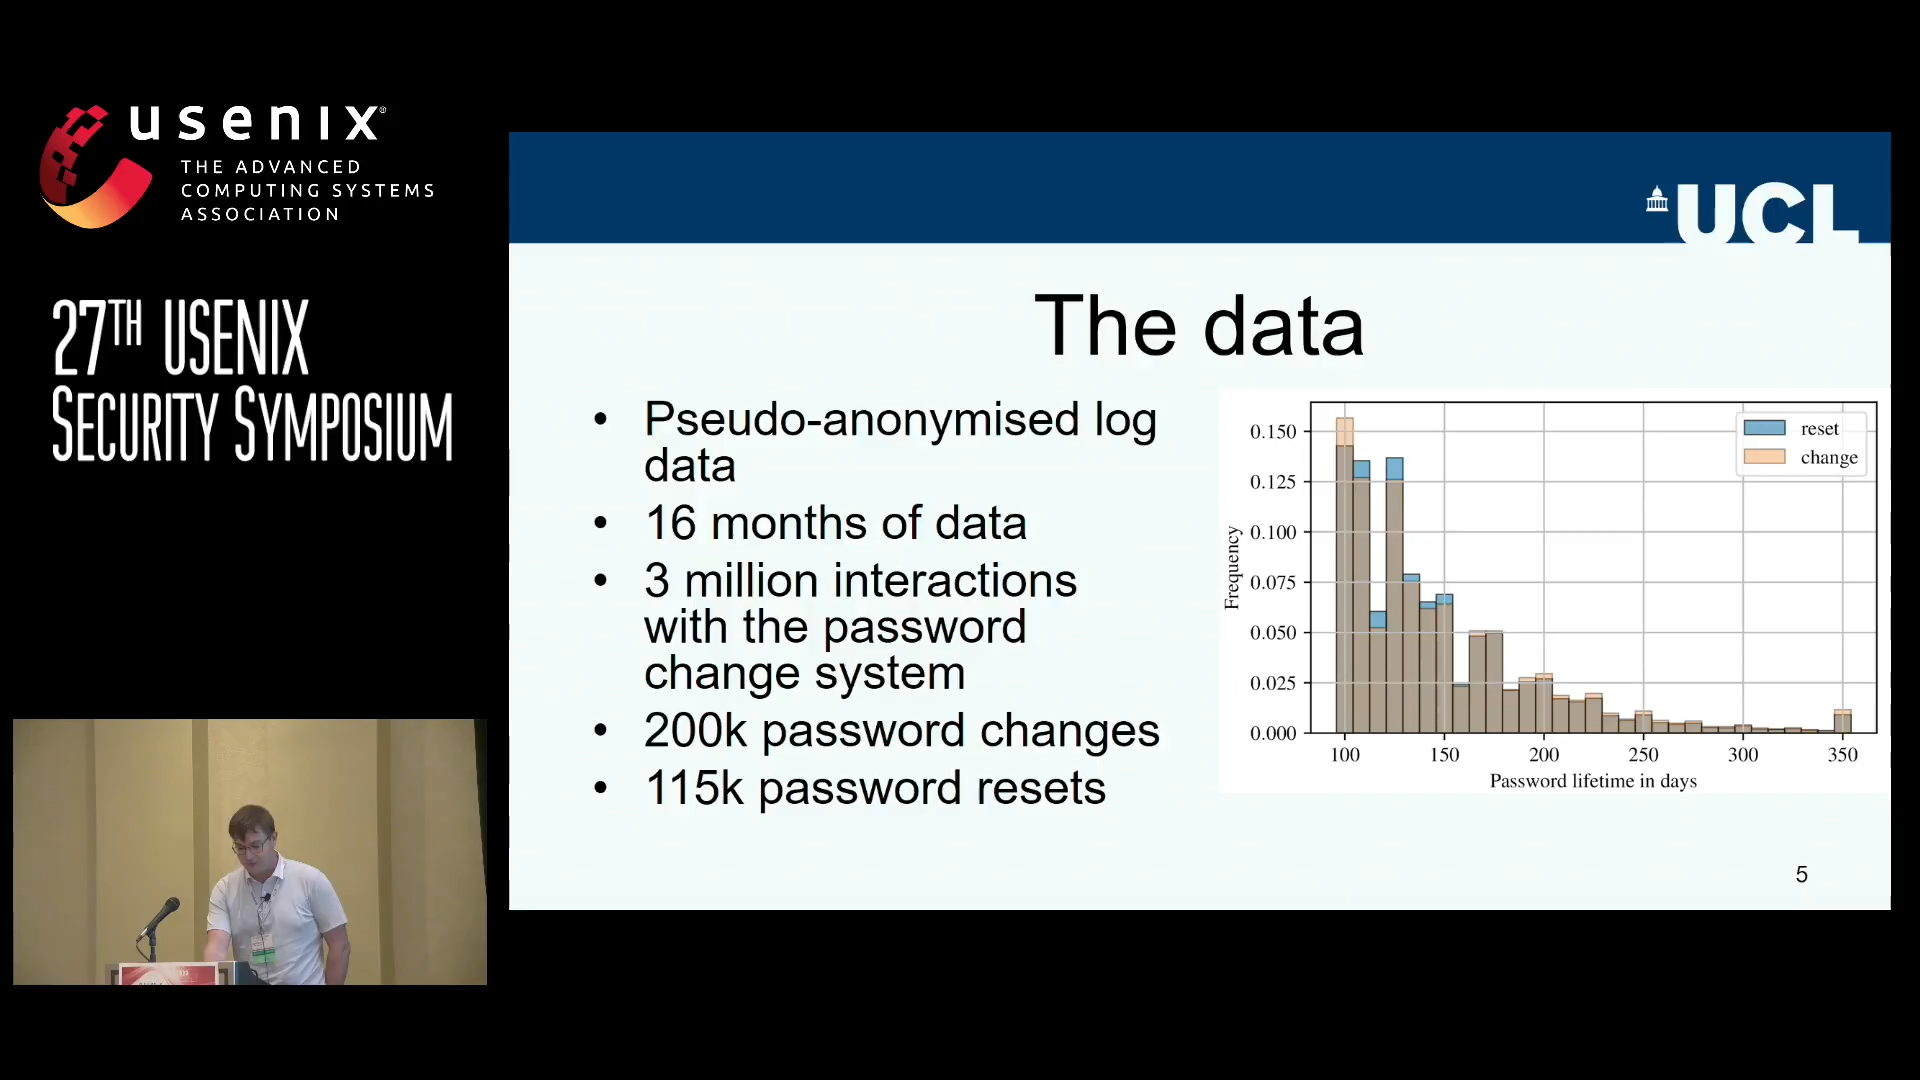 usenix®
THE ADVANCED
COMPUTING SYSTEMS
ASSOCIATION
27TH USENIX
SECURITY SYMPOSIUM
UCL
The data
• Pseudo-anonymised log
data
• 16 months of data
• 3 million interactions
with the password
change system
• 200k password changes
• 115k password resets
reset
change
Frequency
0.150
0.125
0.100
0.075
0.050
0.025
0.000
100 150 200 250 300 350
Password lifetime in days
5